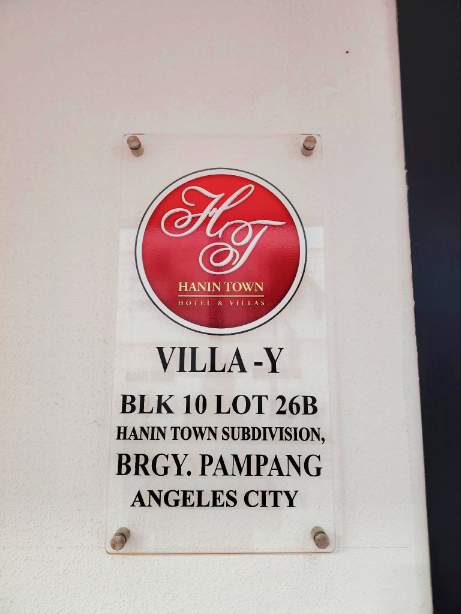 HT
HANIN TOWN
HOTEL & VILLAS
VILLA -Y
BLK 10 LOT 26B
HANIN TOWN SUBDIVISION,
BRGY. PAMPANG
ANGELES CITY